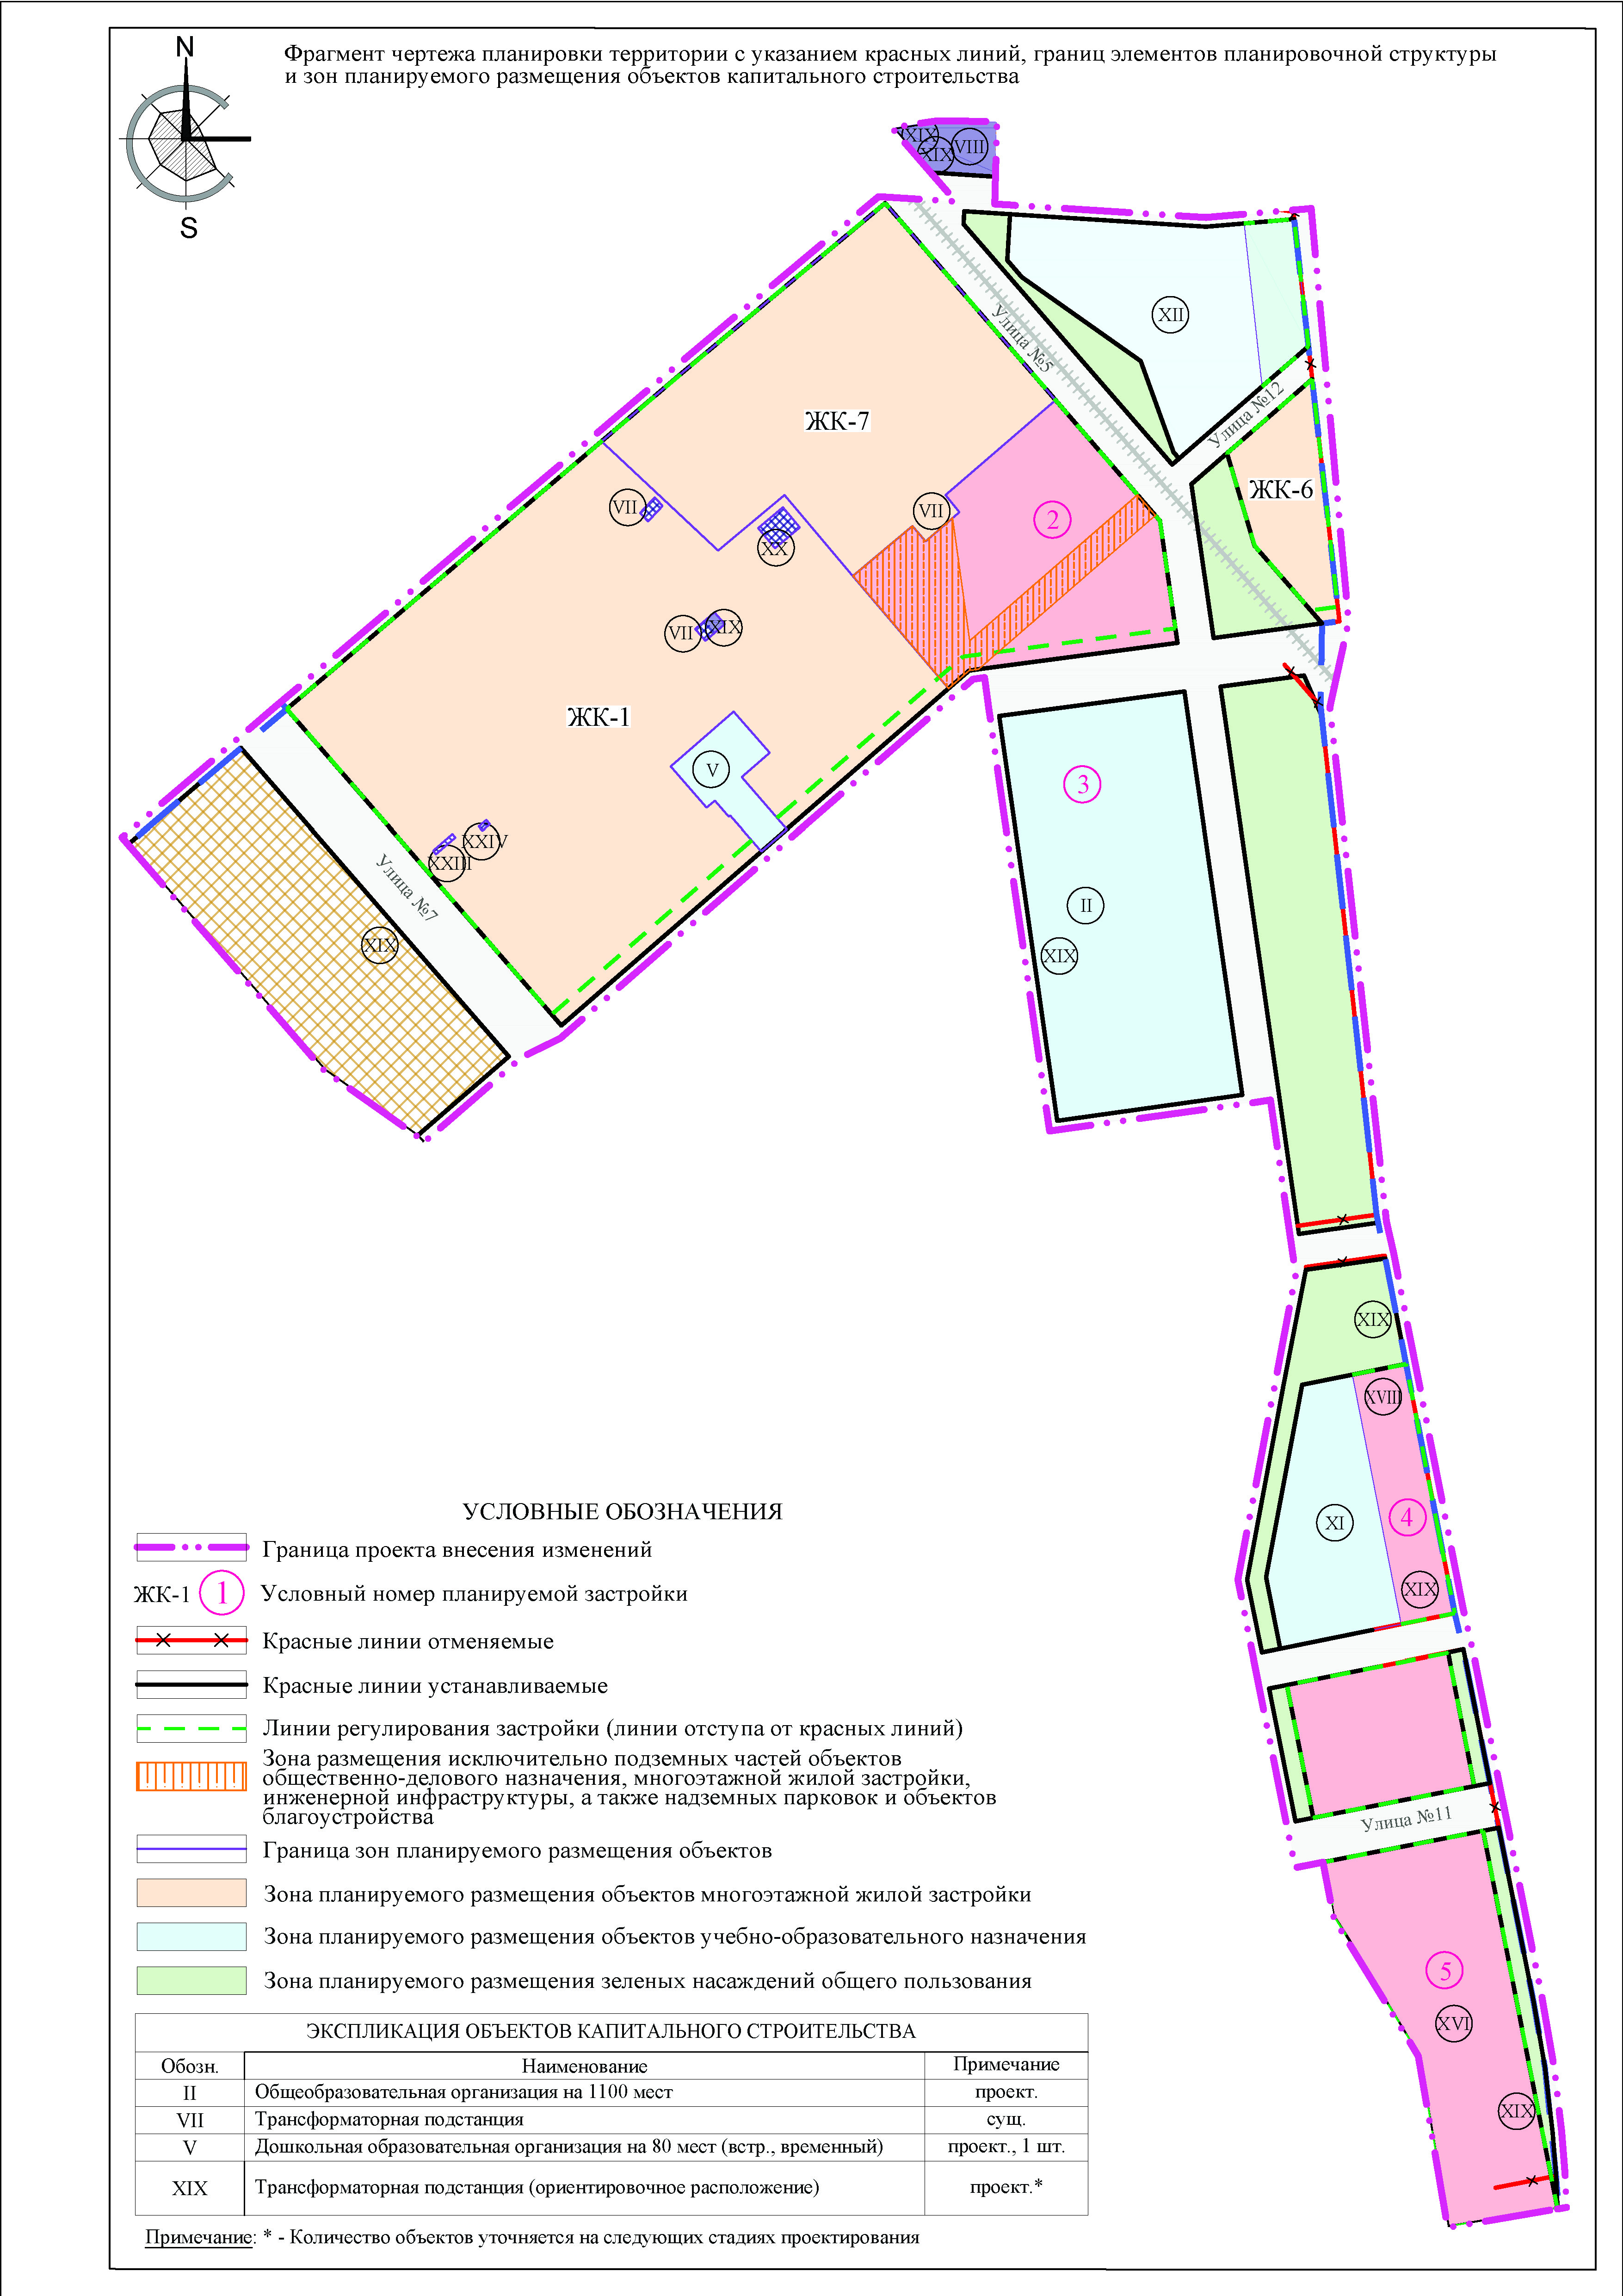 N
S
Фрагмент чертежа планировки территории с указанием красных линий, границ элементов планировочной структуры
и зон планируемого размещения объектов капитального строительства
XIX
XIX
VIII
XII
Улица №5
Улица №12
ЖК-7
ЖК-6
VII
XX
VII
2
VII
XIX
ЖК-1
V
3
XXIV
XXIII
Улица №7
II
XIX
XIX
XIX
XVIII
XI
4
XIX
Улица №11
5
XVI
XIX
УСЛОВНЫЕ ОБОЗНАЧЕНИЯ
Граница проекта внесения изменений
ЖК-1 1 Условный номер планируемой застройки
Красные линии отменяемые
Красные линии устанавливаемые
Линии регулирования застройки (линии отступа от красных линий)
Зона размещения исключительно подземных частей объектов
общественно-делового назначения, многоэтажной жилой застройки,
инженерной инфраструктуры, а также надземных парковок и объектов
благоустройства
Граница зон планируемого размещения объектов
Зона планируемого размещения объектов многоэтажной жилой застройки
Зона планируемого размещения объектов учебно-образовательного назначения
Зона планируемого размещения зеленых насаждений общего пользования
ЭКСПЛИКАЦИЯ ОБЪЕКТОВ КАПИТАЛЬНОГО СТРОИТЕЛЬСТВА
Обозн. Наименование Примечание
II Общеобразовательная организация на 1100 мест проект.
VII Трансформаторная подстанция сущ.
V Дошкольная образовательная организация на 80 мест (встр., временный) проект., 1 шт.
XIX Трансформаторная подстанция (ориентировочное расположение) проект.*
Примечание: * - Количество объектов уточняется на следующих стадиях проектирования